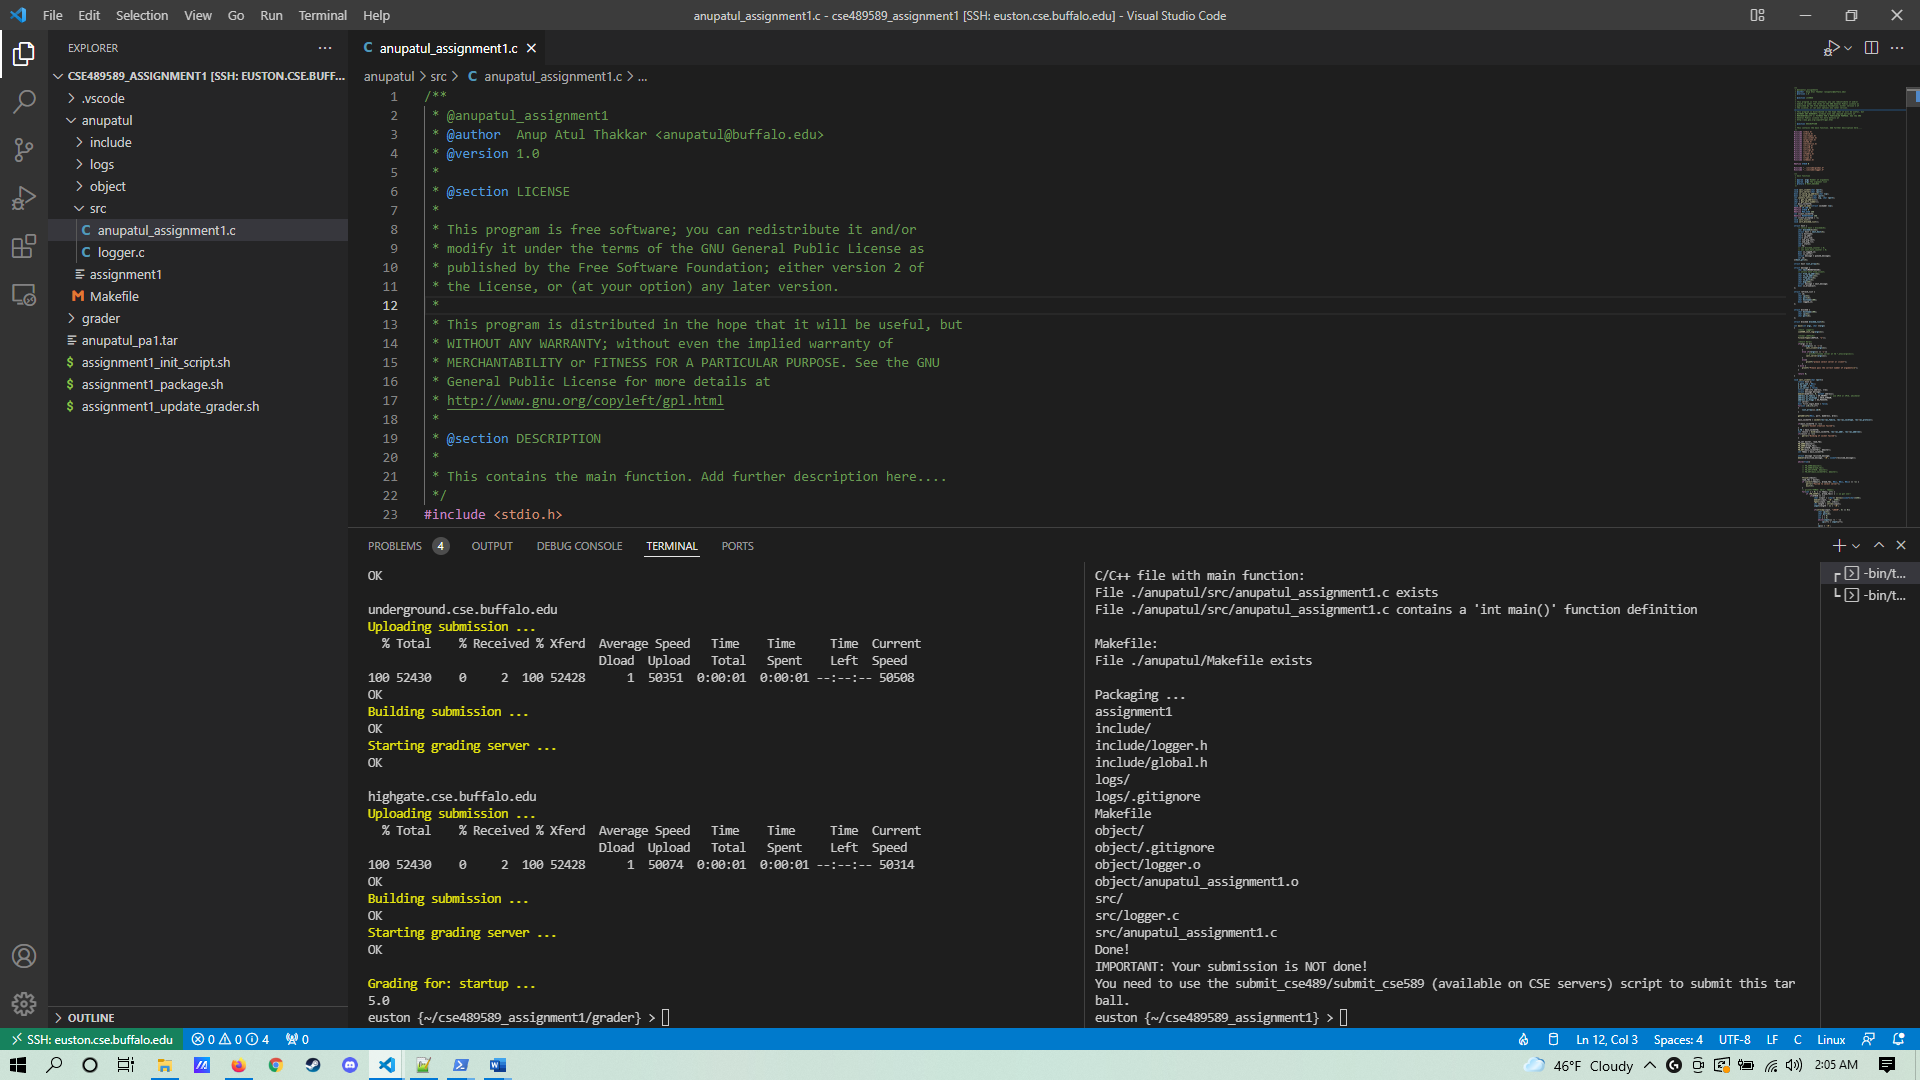 File Edit Selection View Go Run Terminal Help
anupatul_assignment1.c - cse489589_assignment1 [SSH: euston.cse.buffalo.edu] - Visual Studio Code
EXPLORER
CSE489589_ASSIGNMENT1 [SSH: EUSTON.CSE.BUFF...
.vscode
anupatul
include
logs
object
src
C anupatul_assignment1.c
C logger.c
assignment1
M Makefile
grader
anupatul_pa1.tar
$ assignment1_init_script.sh
$ assignment1_package.sh
$ assignment1_update_grader.sh
OUTLINE
C anupatul_assignment1.c
anupatul > src > C anupatul_assignment1.c > ...
1 /**
2 * @anupatul_assignment1
3 * @author  Anup Atul Thakkar <anupatul@buffalo.edu>
4 * @version 1.0
5 *
6 * @section LICENSE
7 *
8 * This program is free software; you can redistribute it and/or
9 * modify it under the terms of the GNU General Public License as
10 * published by the Free Software Foundation; either version 2 of
11 * the License, or (at your option) any later version.
12 *
13 * This program is distributed in the hope that it will be useful, but
14 * WITHOUT ANY WARRANTY; without even the implied warranty of
15 * MERCHANTABILITY or FITNESS FOR A PARTICULAR PURPOSE. See the GNU
16 * General Public License for more details at
17 * http://www.gnu.org/copyleft/gpl.html
18 *
19 * @section DESCRIPTION
20 *
21 * This contains the main function. Add further description here....
22 */
23 #include <stdio.h>
PROBLEMS 4 OUTPUT DEBUG CONSOLE TERMINAL PORTS
OK
underground.cse.buffalo.edu
Uploading submission ...
% Total % Received % Xferd Average Speed Time Time Time Current
Dload Upload Total Spent Left Speed
100 52430 0 2 100 52428 1 50351 0:00:01 0:00:01 --:--:-- 50508
OK
Building submission ...
OK
Starting grading server ...
OK
highgate.cse.buffalo.edu
Uploading submission ...
% Total % Received % Xferd Average Speed Time Time Time Current
Dload Upload Total Spent Left Speed
100 52430 0 2 100 52428 1 50074 0:00:01 0:00:01 --:--:-- 50314
OK
Building submission ...
OK
Starting grading server ...
OK
Grading for: startup ...
5.0
euston {~/cse489589_assignment1/grader} >
C/C++ file with main function:
File ./anupatul/src/anupatul_assignment1.c exists
File ./anupatul/src/anupatul_assignment1.c contains a 'int main()' function definition
Makefile:
File ./anupatul/Makefile exists
Packaging ...
assignment1
include/
include/logger.h
include/global.h
logs/
logs/.gitignore
Makefile
object/
object/.gitignore
object/logger.o
object/anupatul_assignment1.o
src/
src/logger.c
src/anupatul_assignment1.c
Done!
IMPORTANT: Your submission is NOT done!
You need to use the submit_cse489/submit_cse589 (available on CSE servers) script to submit this tar
ball.
euston {~/cse489589_assignment1} >
-bin/t...
-bin/t...
SSH: euston.cse.buffalo.edu 0 0 4 0 Ln 12, Col 3 Spaces: 4 UTF-8 LF C Linux
46°F Cloudy 2:05 AM